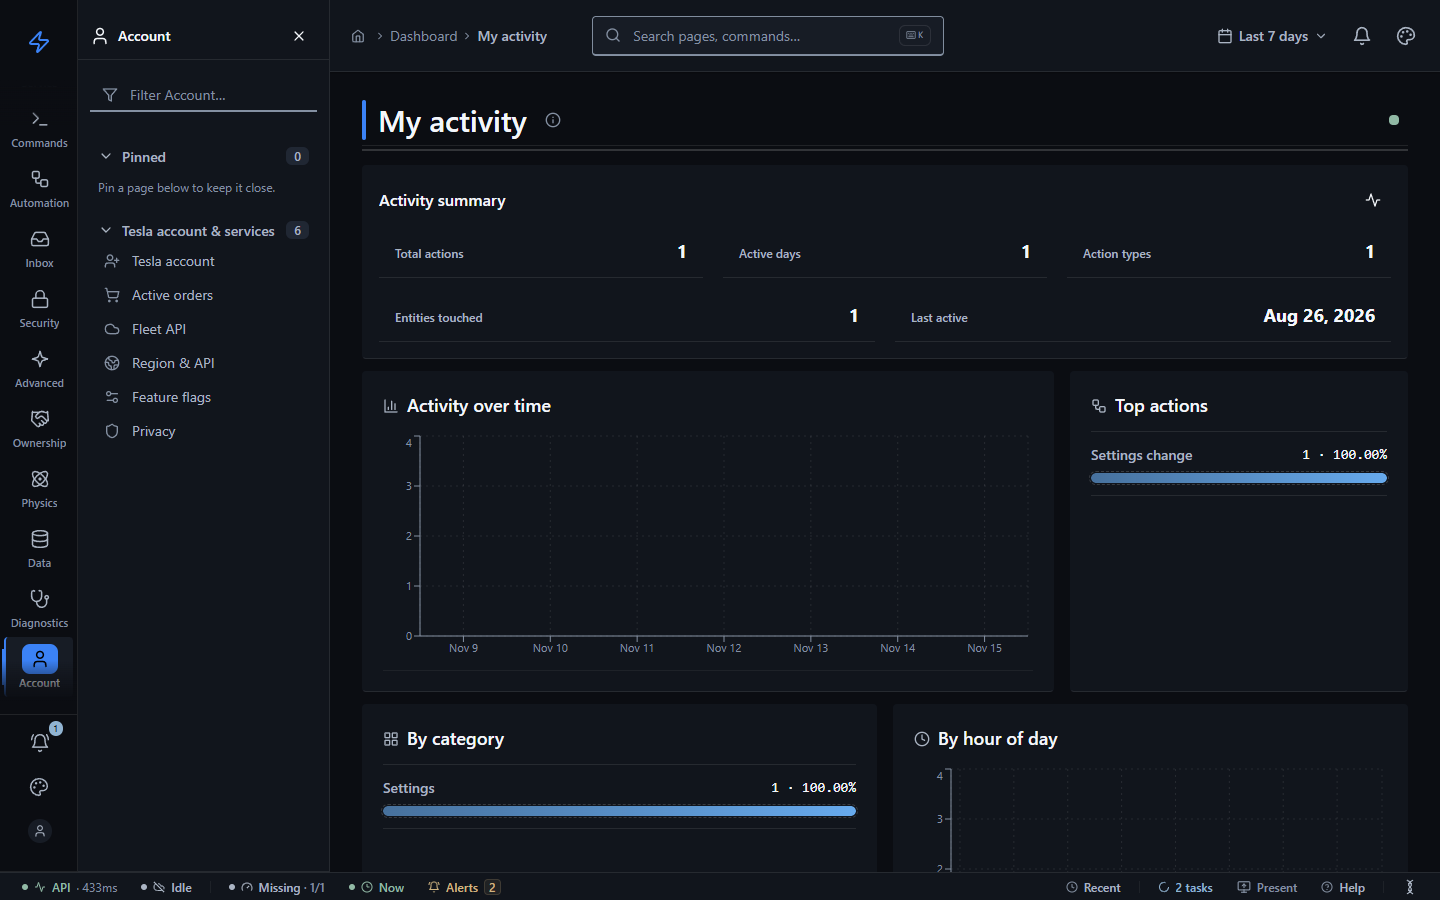 Account
Dashboard
My activity
Search pages, commands...
K
Last 7 days
Filter Account...
Commands
Automation
Inbox
Security
Advanced
Ownership
Physics
Data
Diagnostics
Account
1
Pinned
0
Pin a page below to keep it close.
Tesla account & services
6
Tesla account
Active orders
Fleet API
Region & API
Feature flags
Privacy
My activity
Activity summary
Total actions 1
Active days 1
Action types 1
Entities touched 1
Last active Aug 26, 2026
Activity over time
4
3
2
1
0
Nov 9 Nov 10 Nov 11 Nov 12 Nov 13 Nov 14 Nov 15
Top actions
Settings change 1 · 100.00%
By category
Settings 1 · 100.00%
By hour of day
4
3
2
API · 433ms Idle Missing · 1/1 Now Alerts 2 Recent 2 tasks Present Help